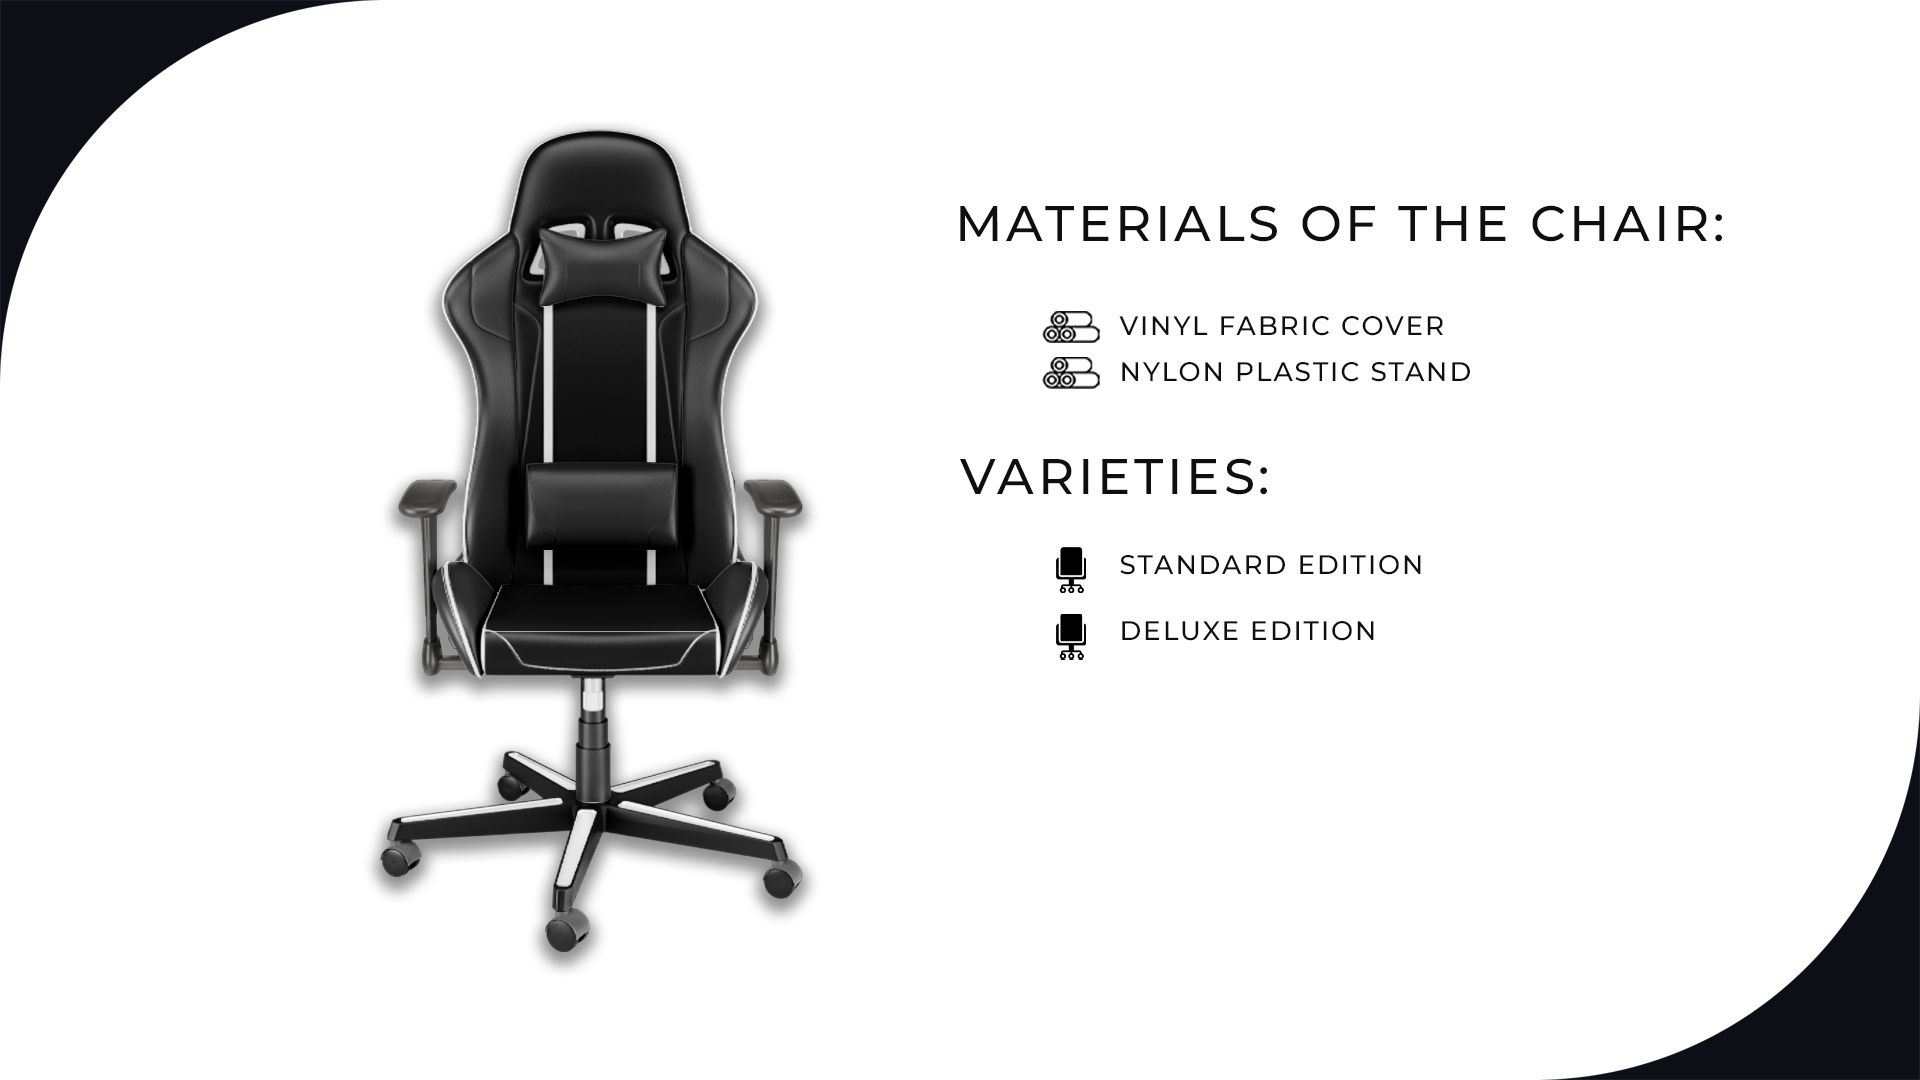 MATERIALS OF THE CHAIR:
VINYL FABRIC COVER
NYLON PLASTIC STAND
VARIETIES:
STANDARD EDITION
DELUXE EDITION